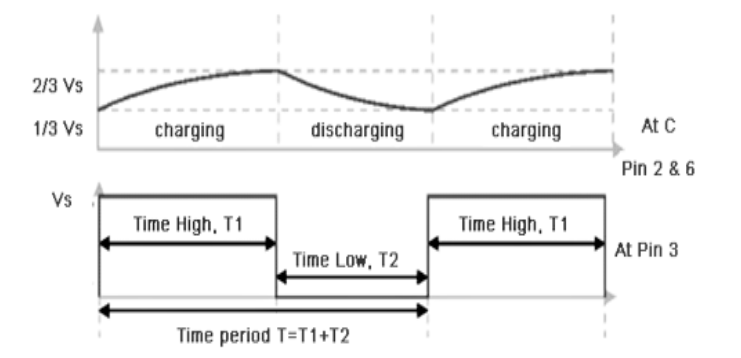 2/3 Vs
1/3 Vs
charging
discharging
charging
At C
Pin 2 & 6
Vs
Time High, T1
Time High, T1
At Pin 3
Time Low, T2
Time period T=T1+T2